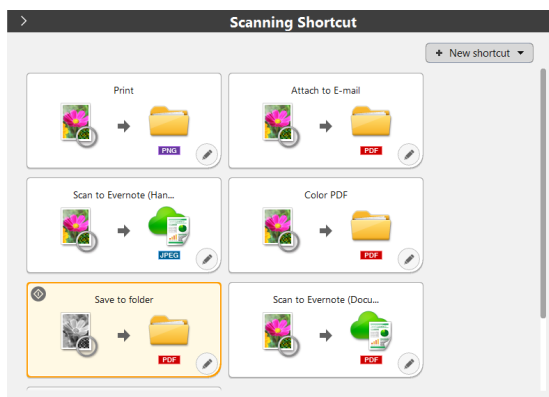 Scanning Shortcut
+ New shortcut
Print
PNG
Attach to E-mail
PDF
Scan to Evernote (Han...
JPEG
Color PDF
PDF
Save to folder
PDF
Scan to Evernote (Docu...
PDF